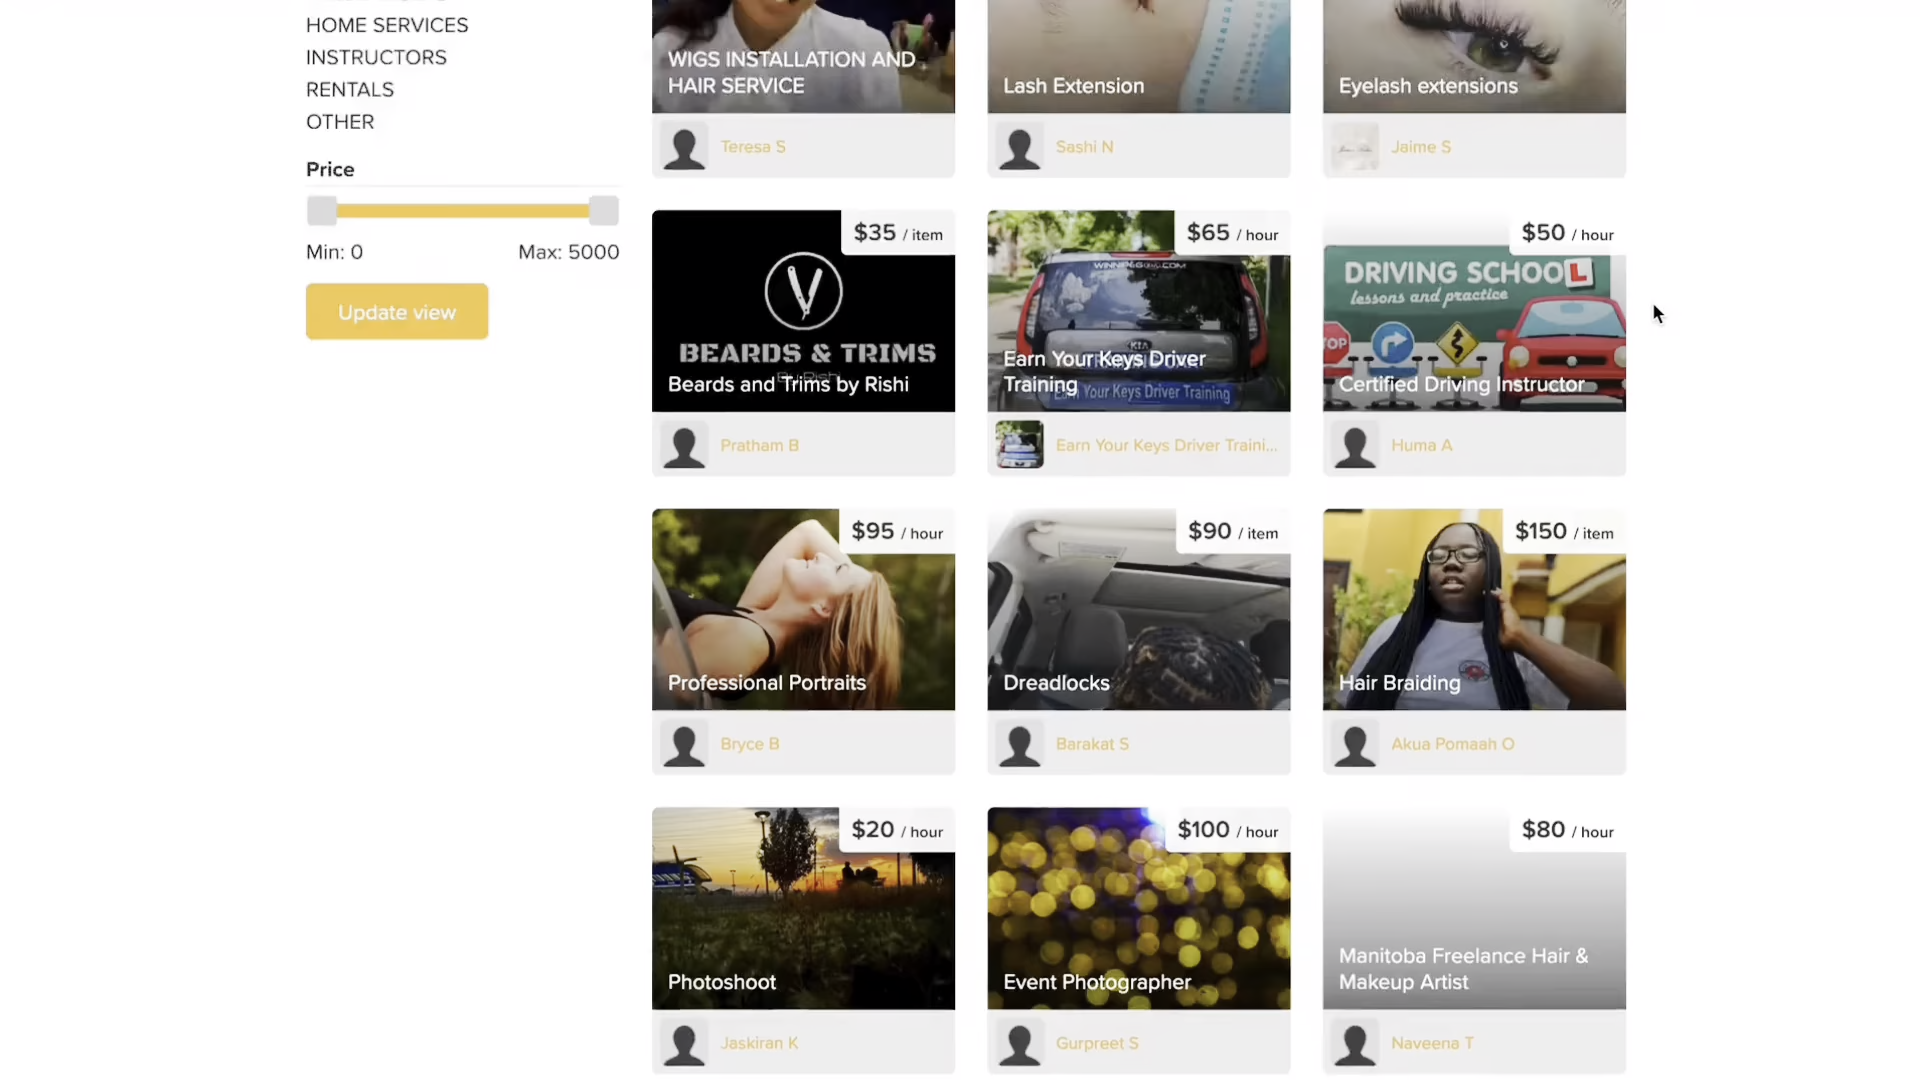 HOME SERVICES
INSTRUCTORS
RENTALS
OTHER
Price
Min: 0
Max: 5000
Update view
WIGS INSTALLATION AND
HAIR SERVICE
Teresa S
Lash Extension
Sashi N
Eyelash extensions
Jaime S
$35 / item
V
BEARDS & TRIMS
By Rishi
Beards and Trims by Rishi
Pratham B
$65 / hour
KIA
Earn Your Keys Driver
Training
Earn Your Keys Driver Training
Earn Your Keys Driver Traini...
$50 / hour
DRIVING SCHOOL
lessons and practice
TOP
Certified Driving Instructor
Huma A
$95 / hour
Professional Portraits
Bryce B
$90 / item
Dreadlocks
Barakat S
$150 / item
Hair Braiding
Akua Pomaah O
$20 / hour
Photoshoot
Jaskiran K
$100 / hour
Event Photographer
Gurpreet S
$80 / hour
Manitoba Freelance Hair &
Makeup Artist
Naveena T